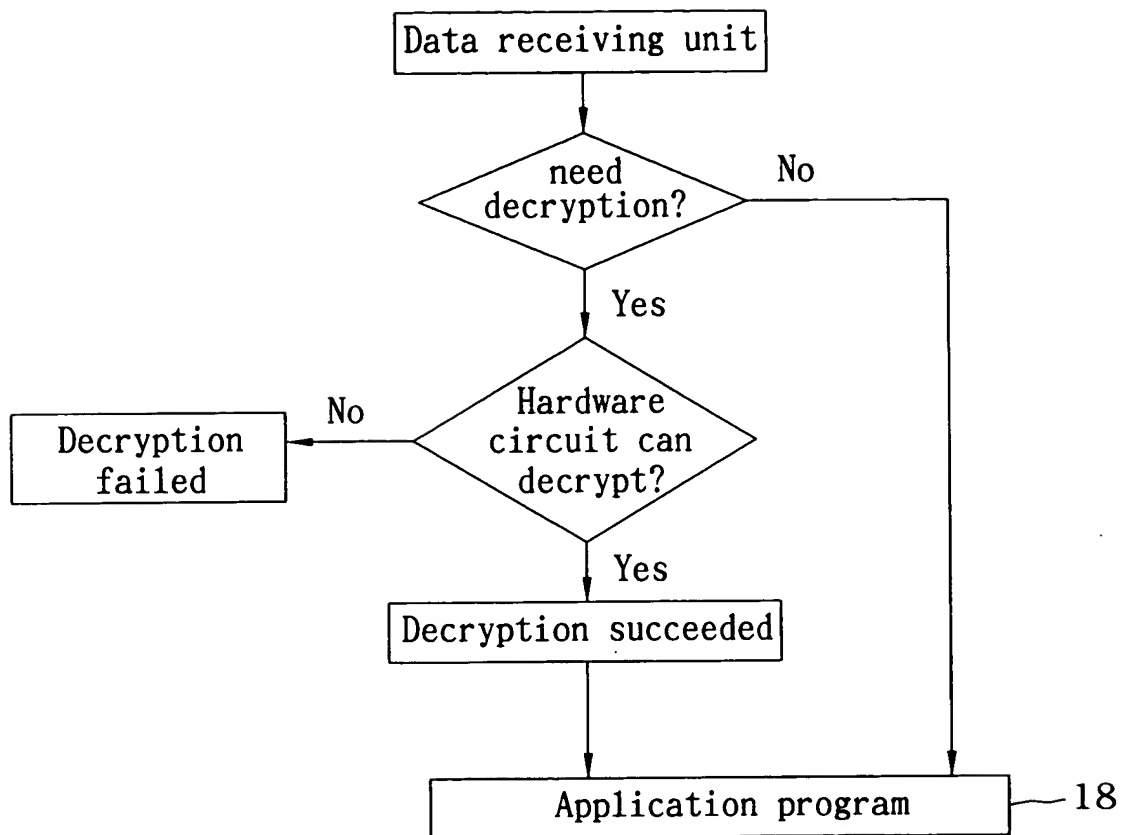 Data receiving unit
need
decryption?
No
Yes
Hardware
circuit can
decrypt?
No
Decryption
failed
Yes
Decryption succeeded
Application program
18